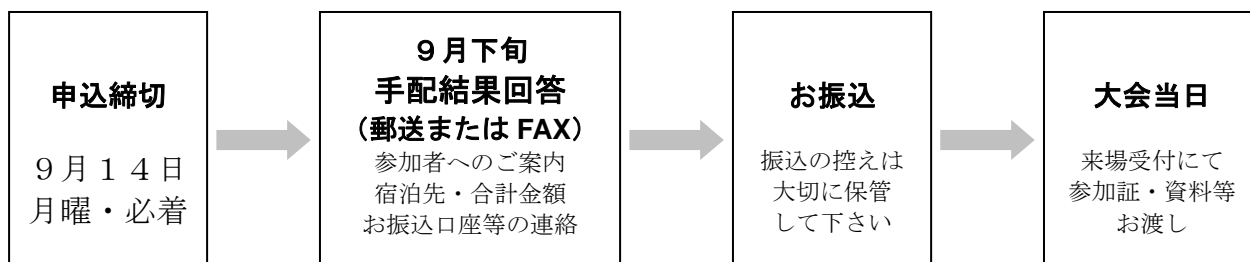 申込締切
９月１４日
月曜・必着
９月下旬
手配結果回答
（郵送または FAX）
参加者へのご案内
宿泊先・合計金額
お振込口座等の連絡
お振込
振込の控えは
大切に保管
して下さい
大会当日
来場受付にて
参加証・資料等
お渡し